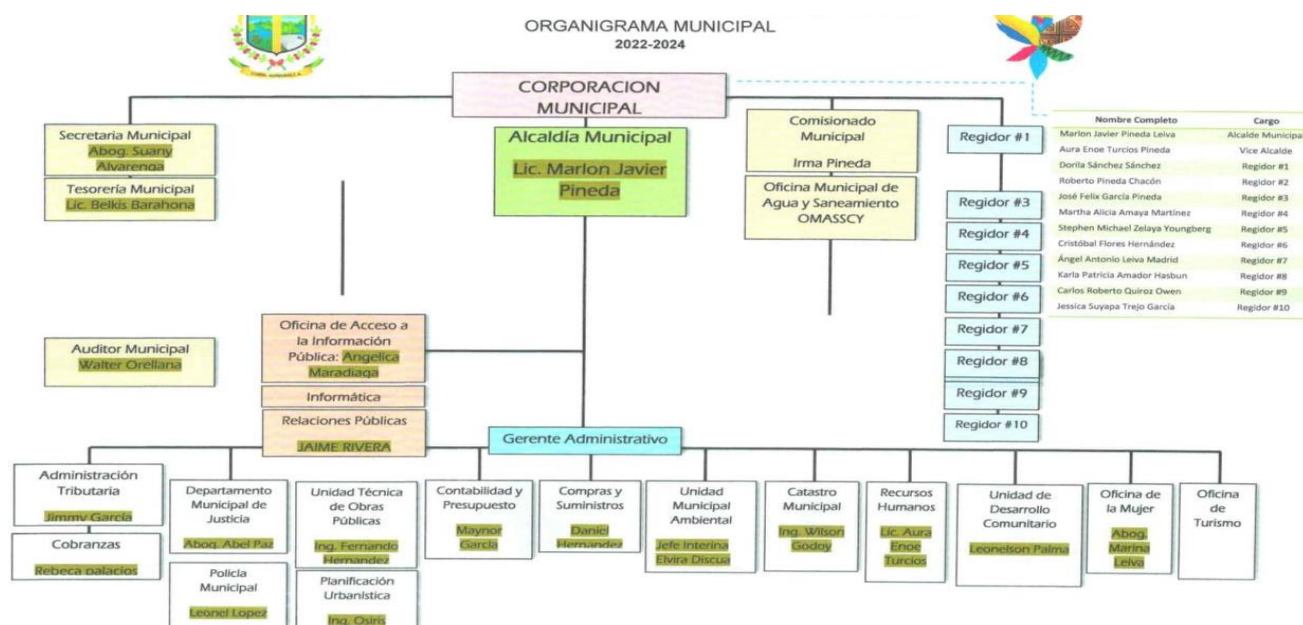 ORGANIGRAMA MUNICIPAL
2022-2024
CORPORACION
MUNICIPAL
Secretaria Municipal
Abog. Suany
Alvarenga
Tesorería Municipal
Lic. Belkis Barahona
Alcaldía Municipal
Lic. Marlon Javier
Pineda
Comisionado
Municipal
Irma Pineda
Oficina Municipal de
Agua y Saneamiento
OMASSCY
Regidor #1
Regidor #3
Regidor #4
Regidor #5
Regidor #6
Regidor #7
Regidor #8
Regidor #9
Regidor #10
Nombre Completo Cargo
Marlon Javier Pineda Leiva Alcalde Municipal
Aura Enoe Turcios Pineda Vice Alcalde
Dorila Sánchez Sánchez Regidor #1
Roberto Pineda Chacón Regidor #2
José Felix García Pineda Regidor #3
Martha Alicia Amaya Martínez Regidor #4
Stephen Michael Zelaya Youngberg Regidor #5
Cristóbal Flores Hernández Regidor #6
Ángel Antonio Leiva Madrid Regidor #7
Karla Patricia Amador Hasbun Regidor #8
Carlos Roberto Quiroz Owen Regidor #9
Jessica Suyapa Trejo García Regidor #10
Auditor Municipal
Walter Orellana
Oficina de Acceso a
la Información
Pública: Angelica
Maradiaga
Informática
Relaciones Públicas
JAIME RIVERA
Gerente Administrativo
Administración
Tributaria
Jimmy García
Cobranzas
Rebeca palacios
Departamento
Municipal de
Justicia
Abog. Abel Paz
Policía
Municipal
Leonel Lopez
Unidad Técnica
de Obras
Públicas
Ing. Fernando
Hernandez
Planificación
Urbanística
Ing. Osiris
Contabilidad y
Presupuesto
Maynor
García
Compras y
Suministros
Daniel
Hernandez
Unidad
Municipal
Ambiental
Jefe Interina
Elvira Discua
Catastro
Municipal
Ing. Wilson
Godoy
Recursos
Humanos
Lic. Aura
Enoe
Turcios
Unidad de
Desarrollo
Comunitario
Leonelson Palma
Oficina de
la Mujer
Abog.
Marina
Leiva
Oficina
de
Turismo